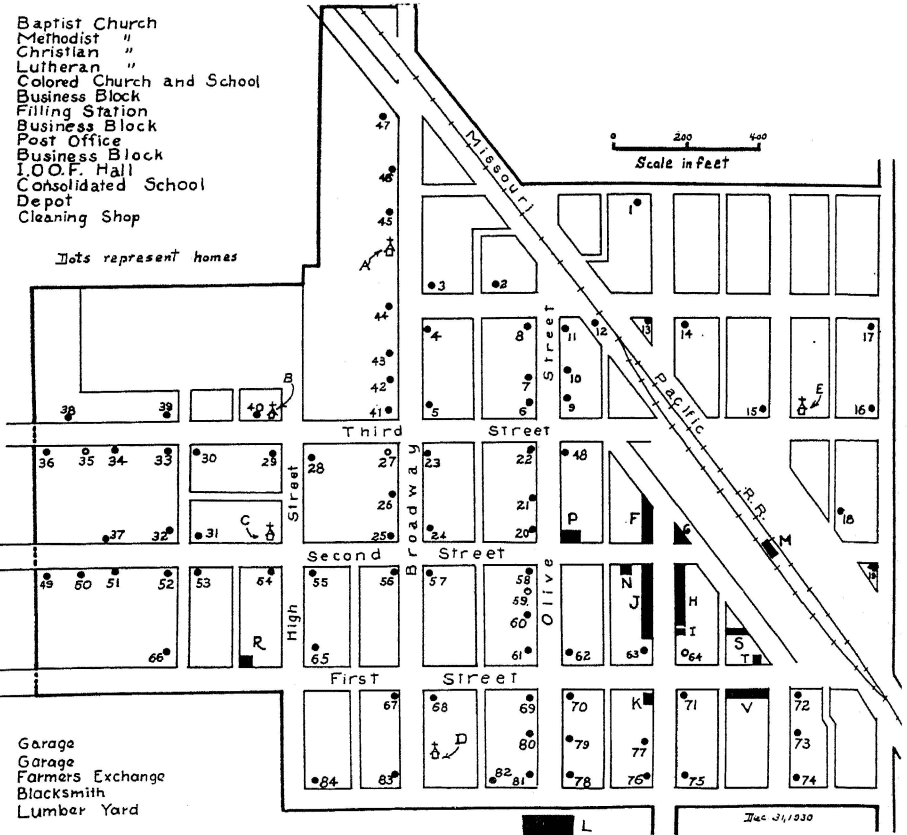 Baptist Church
Methodist "
Christian "
Lutheran "
Colored Church and School
Business Block
Filling Station
Business Block
Post Office
Business Block
I.O.O.F. Hall
Consolidated School
Depot
Cleaning Shop
Dots represent homes
0 200 400
Scale in feet
Missouri
Pacific
R.R.
47
46
45
A
44
43
42
41
1
3
2
4
8
7
5
6
Street
11
12
13
14
17
10
9
15
E
16
38
39
40
B
Third Street
36
35
34
33
30
29
28
27
23
22
48
26
21
Street
Broadway
37
32
31
C
25
24
20
P
F
G
18
M
Second Street
49
50
51
52
53
54
55
56
57
58
59
60
61
Olive
N
J
H
I
19
High
66
R
65
62
63
64
S
T
First Street
67
68
69
70
K
71
V
72
D
80
79
77
73
84
83
82
81
78
76
75
74
Garage
Garage
Farmers Exchange
Blacksmith
Lumber Yard
L
Dec 31, 1930